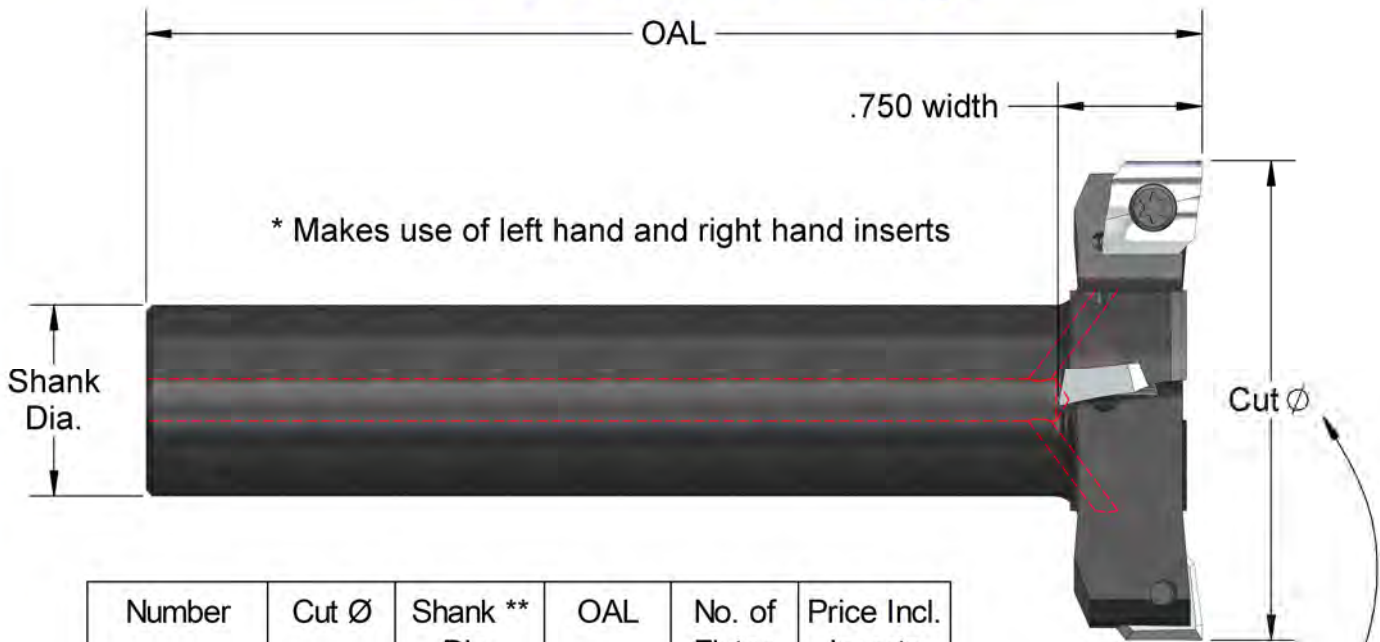 OAL
.750 width
* Makes use of left hand and right hand inserts
Shank
Dia.
Cut Ø
Number Cut Ø Shank ** OAL No. of Price Incl.